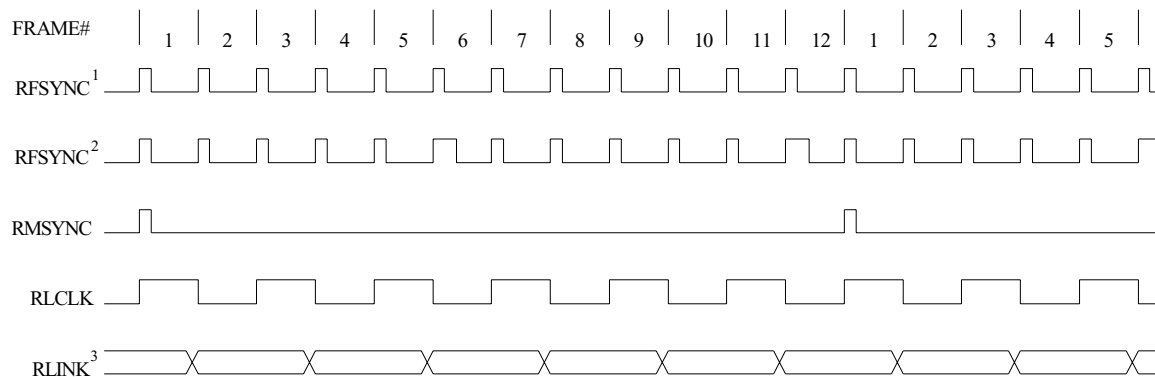 FRAME# 1 2 3 4 5 6 7 8 9 10 11 12 1 2 3 4 5
RFSYNC¹
RFSYNC²
RMSYNC
RLCLK
RLINK³